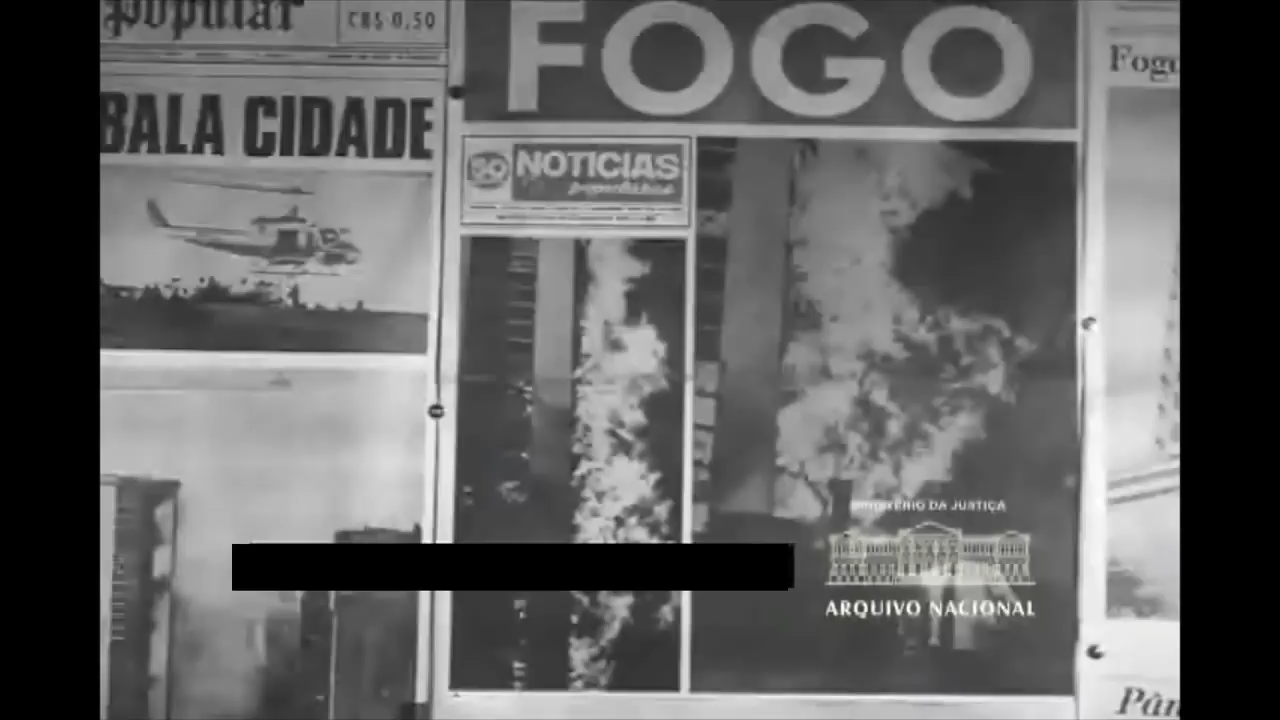 popular
CR$ 0,50
BALA CIDADE
FOGO
NOTICIAS
populares
Fogo
MINISTÉRIO DA JUSTIÇA
ARQUIVO NACIONAL
Pân